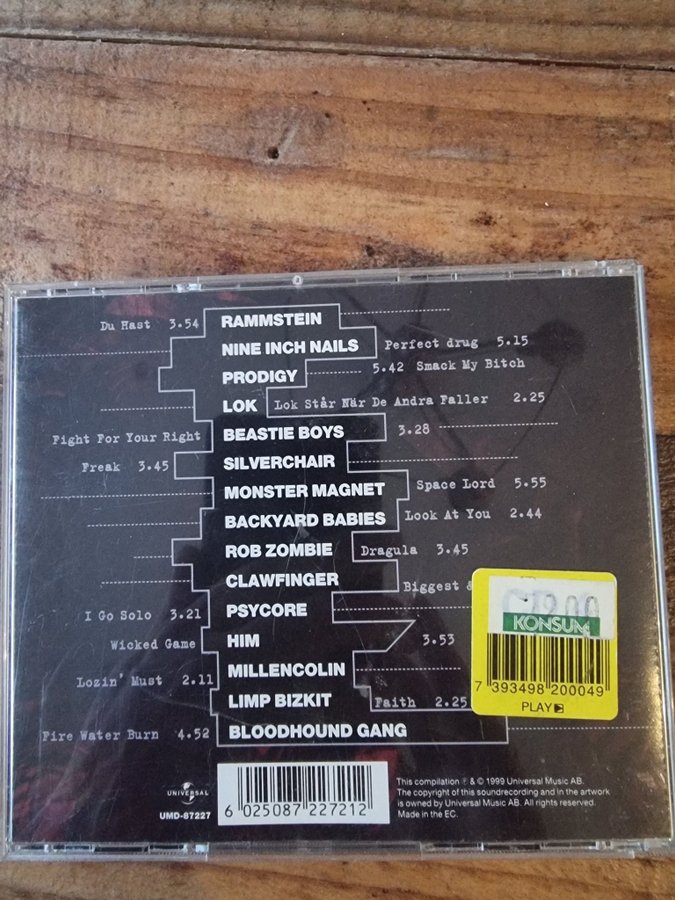 Du Hast 3.54 RAMMSTEIN
NINE INCH NAILS Perfect drug 5.15
PRODIGY 5.42 Smack My Bitch
LOK Lok Står När De Andra Faller 2.25
Fight For Your Right BEASTIE BOYS 3.28
Freak 3.45 SILVERCHAIR
MONSTER MAGNET Space Lord 5.55
BACKYARD BABIES Look At You 2.44
ROB ZOMBIE Dragula 3.45
CLAWFINGER Biggest &
I Go Solo 3.21 PSYCORE
Wicked Game HIM 3.53
Lozin' Must 2.11 MILLENCOLIN
LIMP BIZKIT Faith 2.25
Fire Water Burn 4.52 BLOODHOUND GANG
KONSUM
7 393498 200049
PLAY
UNIVERSAL
UMD-87227
6 025087 227212
This compilation ℗ & © 1999 Universal Music AB.
The copyright of this soundrecording and in the artwork
is owned by Universal Music AB. All rights reserved.
Made in the EC.